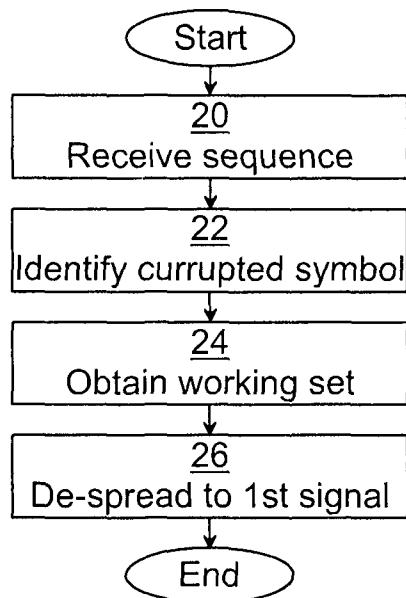 Start
20
Receive sequence
22
Identify currupted symbol
24
Obtain working set
26
De-spread to 1st signal
End